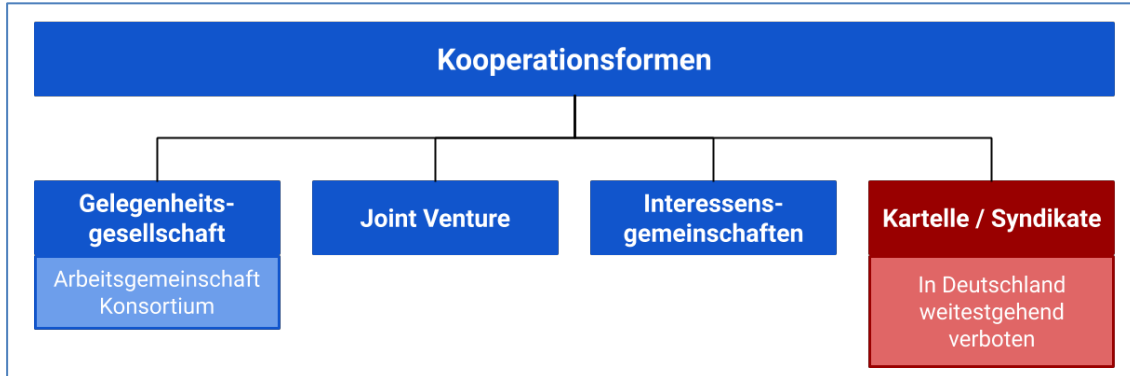 Kooperationsformen
Gelegenheits-
gesellschaft
Arbeitsgemeinschaft
Konsortium
Joint Venture
Interessens-
gemeinschaften
Kartelle / Syndikate
In Deutschland
weitestgehend
verboten